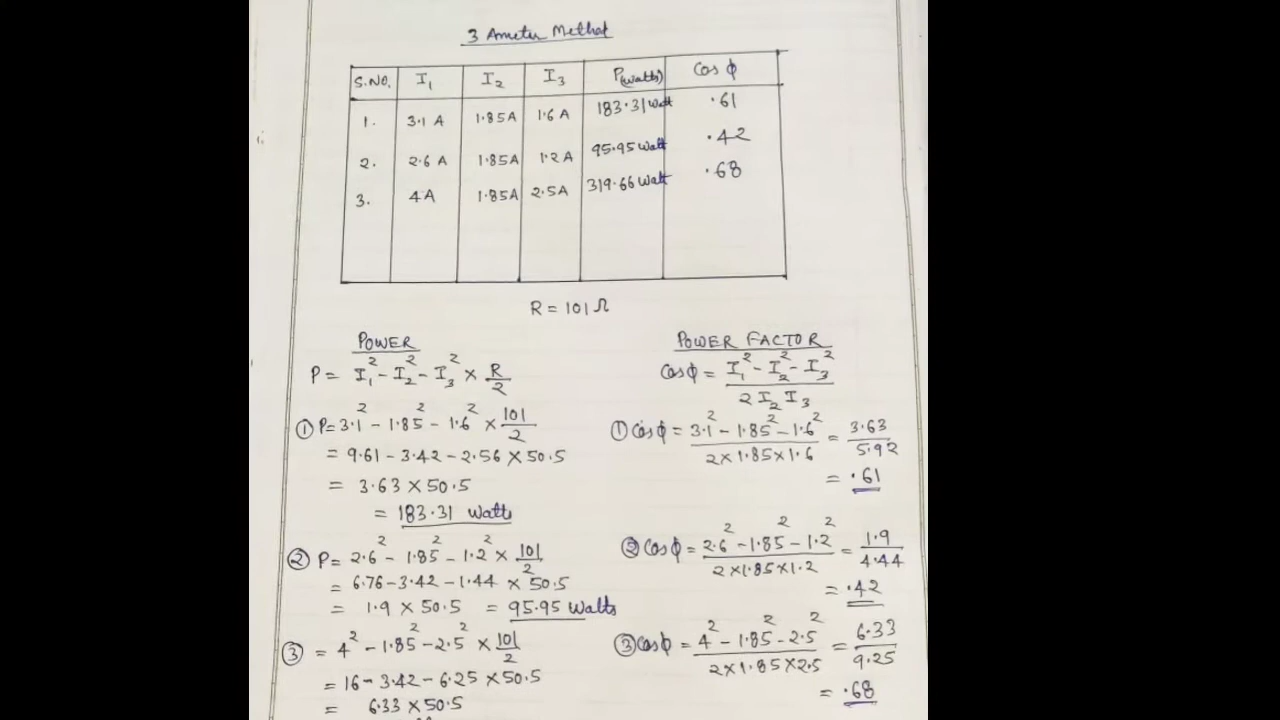 3 Ameter Method
S.NO. I₁ I₂ I₃ P(watts) Cos ϕ
1. 3.1 A 1.85A 1.6 A 183.31 Watt .61
2. 2.6 A 1.85A 1.2 A 95.95 Watt .42
3. 4A 1.85A 2.5A 319.66 Watt .68
R = 101 Ω
POWER
P = I₁² - I₂² - I₃² × R/2
① P = 3.1² - 1.85² - 1.6² × 101/2
= 9.61 - 3.42 - 2.56 × 50.5
= 3.63 × 50.5
= 183.31 Watts
② P = 2.6² - 1.85² - 1.2² × 101/2
= 6.76 - 3.42 - 1.44 × 50.5
= 1.9 × 50.5 = 95.95 Watts
③ = 4² - 1.85² - 2.5² × 101/2
= 16 - 3.42 - 6.25 × 50.5
= 6.33 × 50.5
POWER FACTOR
Cos ϕ = I₁² - I₂² - I₃² / 2 I₂ I₃
① Cos ϕ = 3.1² - 1.85² - 1.6² / 2 × 1.85 × 1.6 = 3.63 / 5.92
= .61
② Cos ϕ = 2.6² - 1.85² - 1.2² / 2 × 1.85 × 1.2 = 1.9 / 4.44
= .42
③ Cos ϕ = 4² - 1.85² - 2.5² / 2 × 1.85 × 2.5 = 6.33 / 9.25
= .68